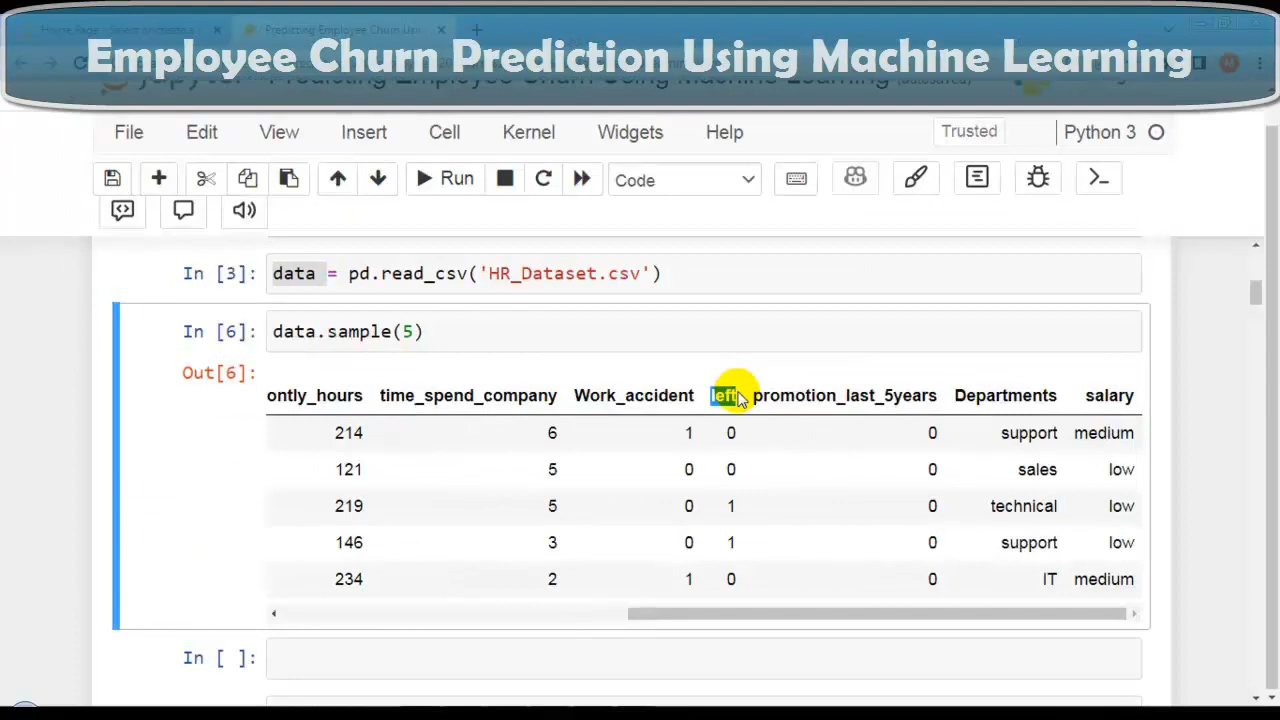 Employee Churn Prediction Using Machine Learning
File Edit View Insert Cell Kernel Widgets Help Trusted Python 3
Run Code
In [3]: data = pd.read_csv('HR_Dataset.csv')
In [6]: data.sample(5)
Out[6]:
ontly_hours time_spend_company Work_accident left promotion_last_5years Departments salary
214 6 1 0 0 support medium
121 5 0 0 0 sales low
219 5 0 1 0 technical low
146 3 0 1 0 support low
234 2 1 0 0 IT medium
In [ ]: